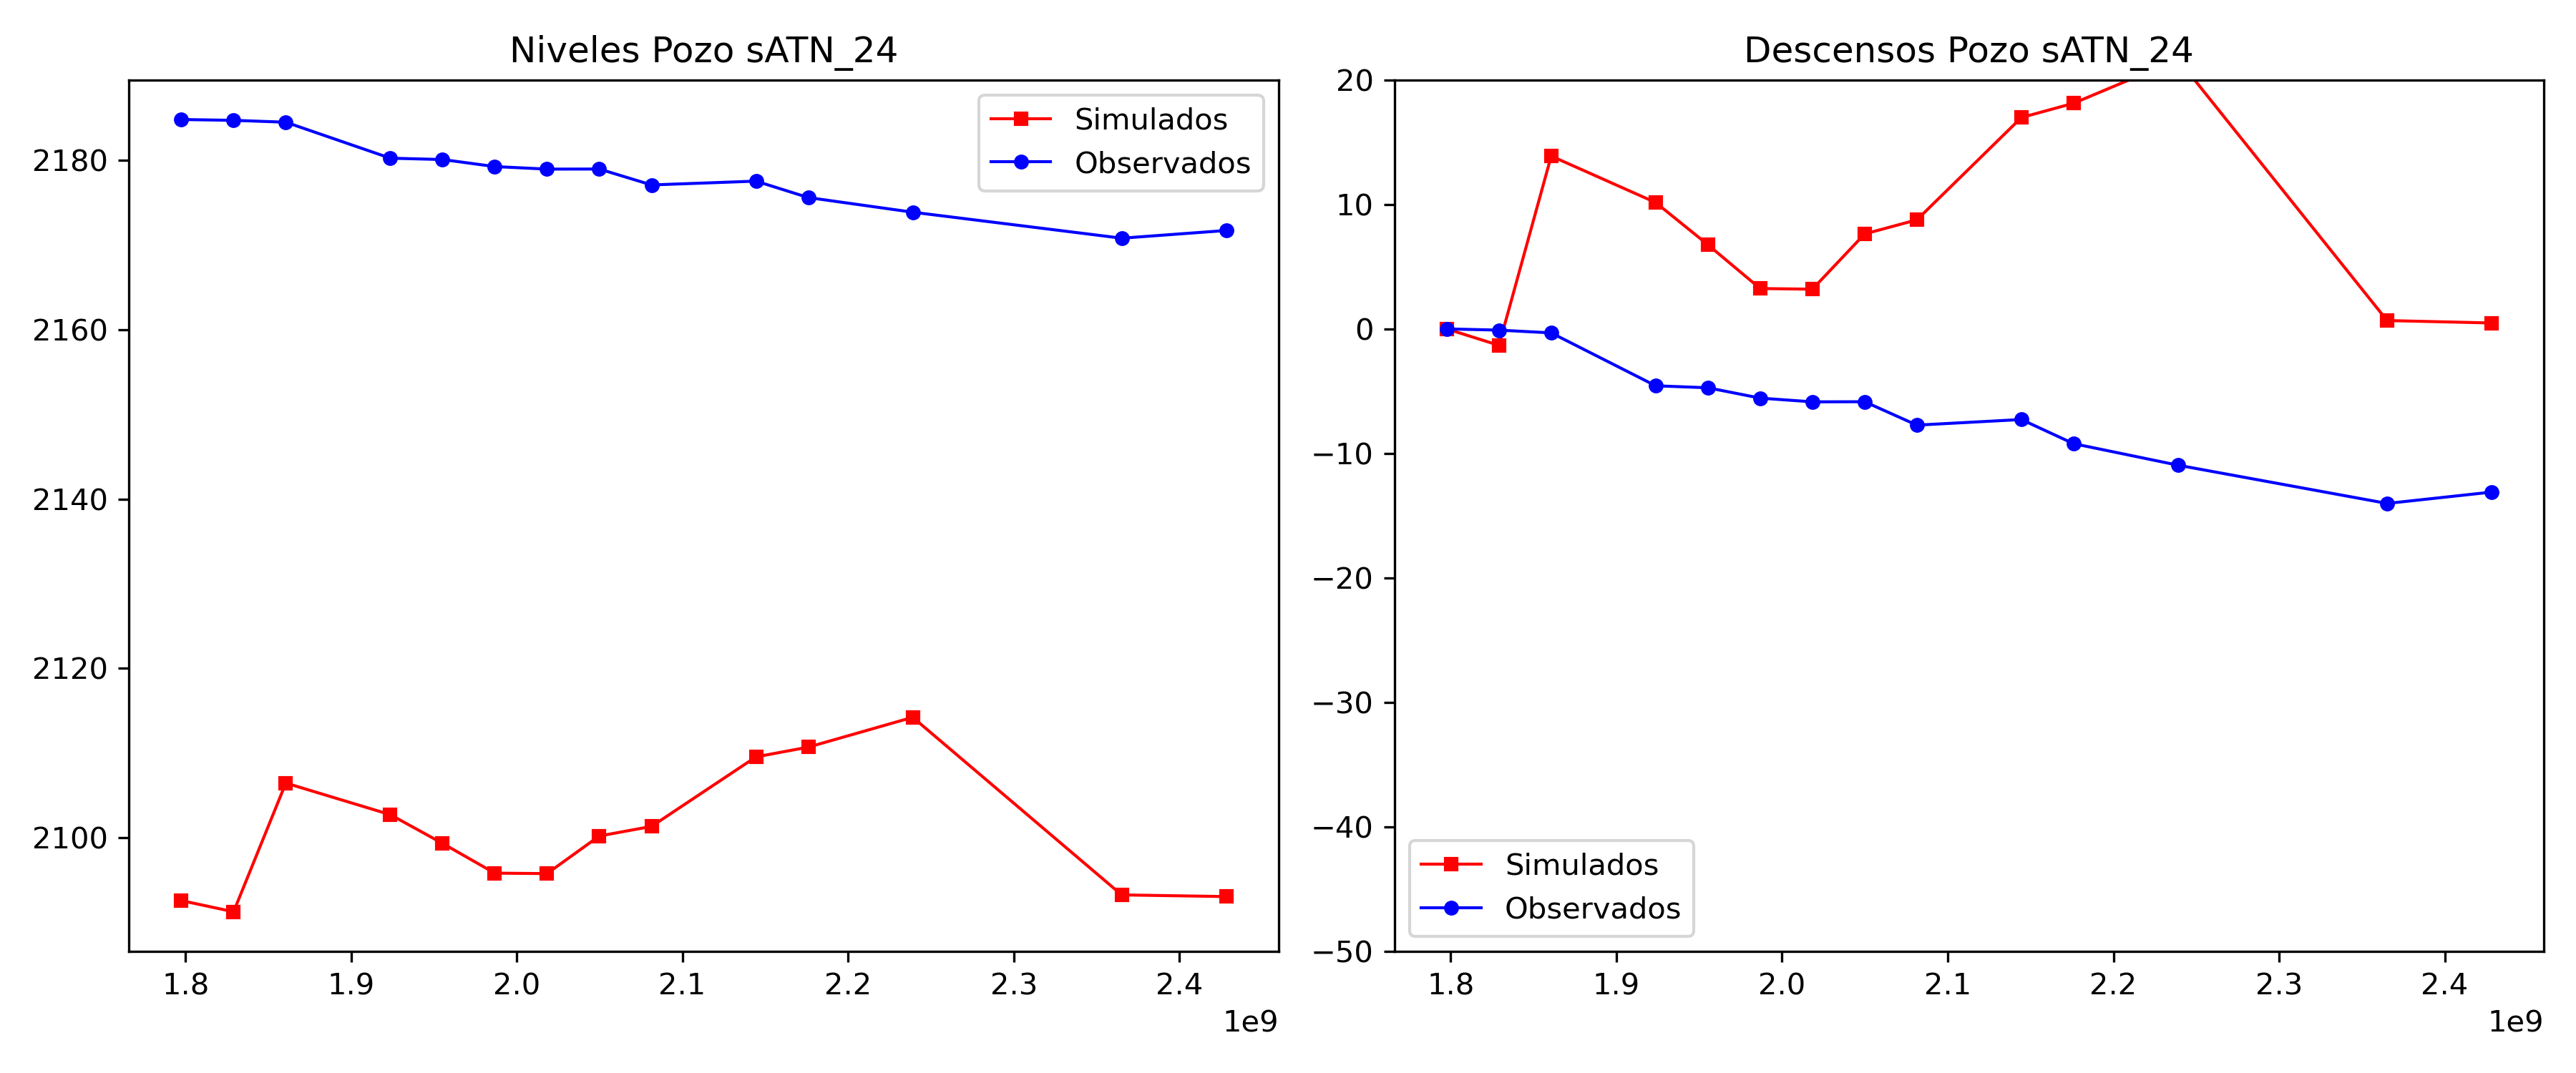 Niveles Pozo sATN_24
Simulados
Observados
2180
2160
2140
2120
2100
1.8 1.9 2.0 2.1 2.2 2.3 2.4
1e9
Descensos Pozo sATN_24
20
10
0
−10
−20
−30
−40
−50
Simulados
Observados
1.8 1.9 2.0 2.1 2.2 2.3 2.4
1e9